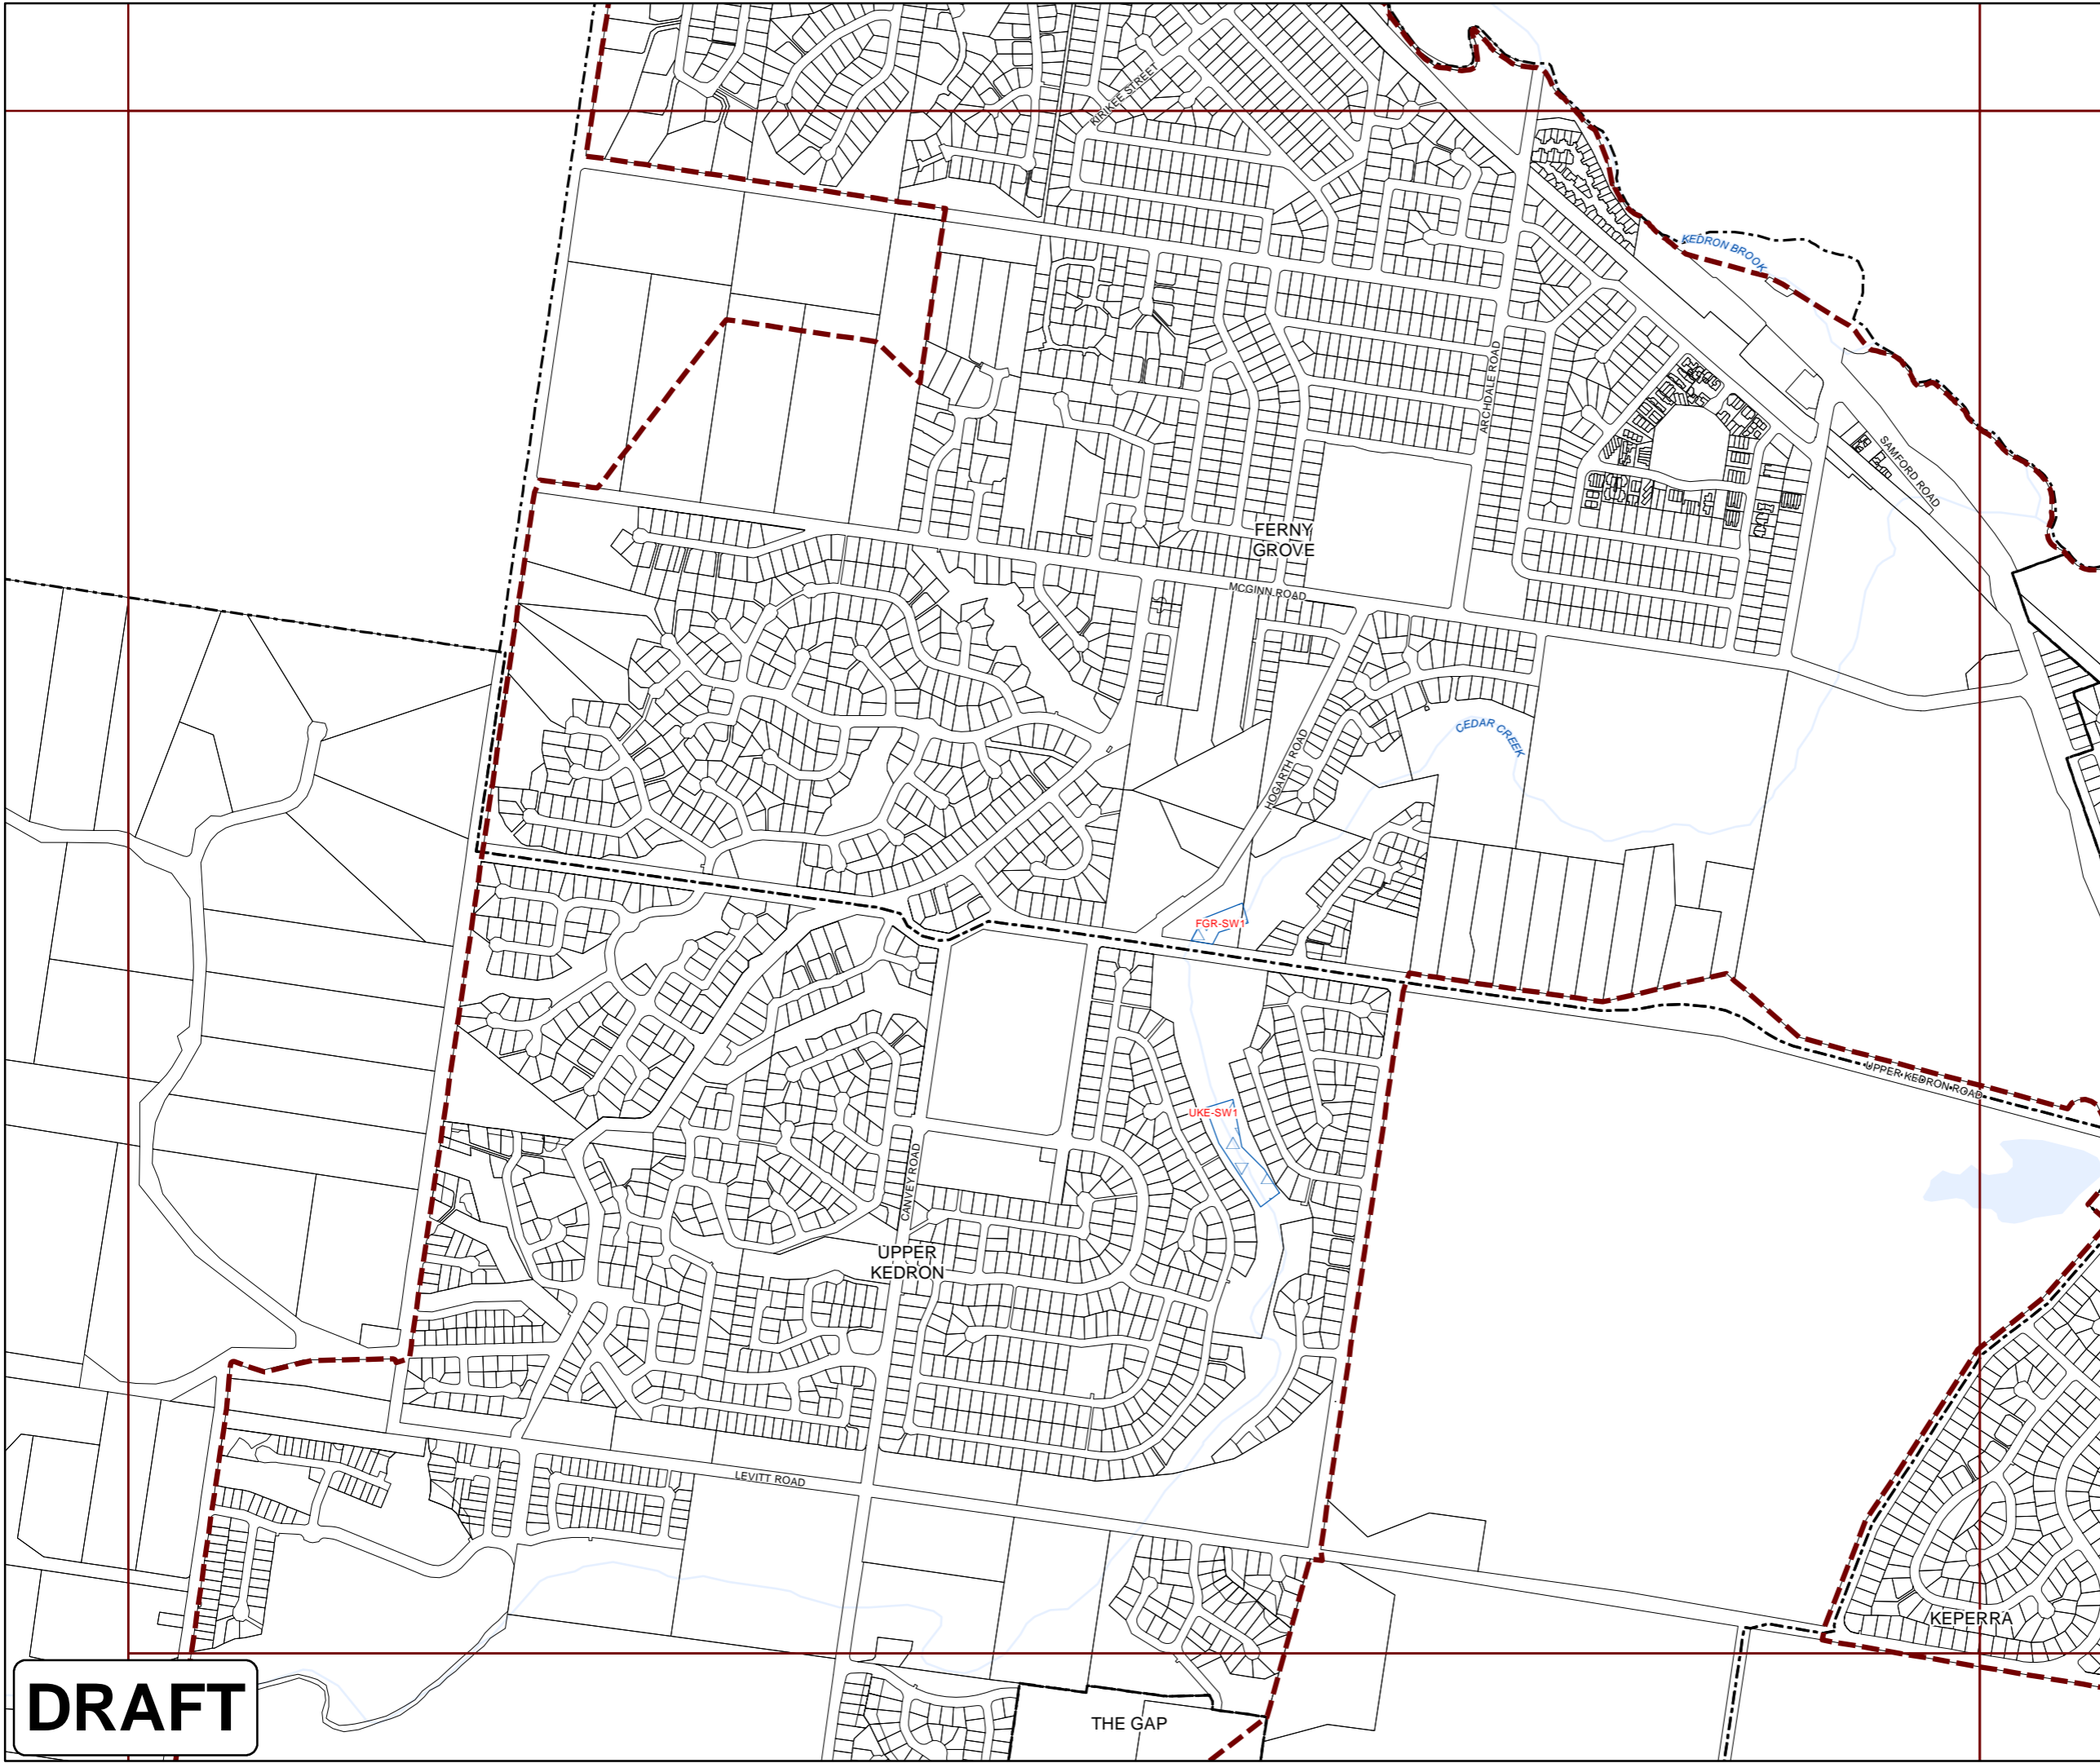 KIRIKEE STREET
KEDRON BROOK
ARCHDALE ROAD
SAMFORD ROAD
FERNY
GROVE
MCGINN ROAD
CEDAR CREEK
HOGARTH ROAD
FGR-SW1
UPPER KEDRON ROAD
UKE-SW1
CANVEY ROAD
UPPER
KEDRON
LEVITT ROAD
KEPERRA
DRAFT
THE GAP